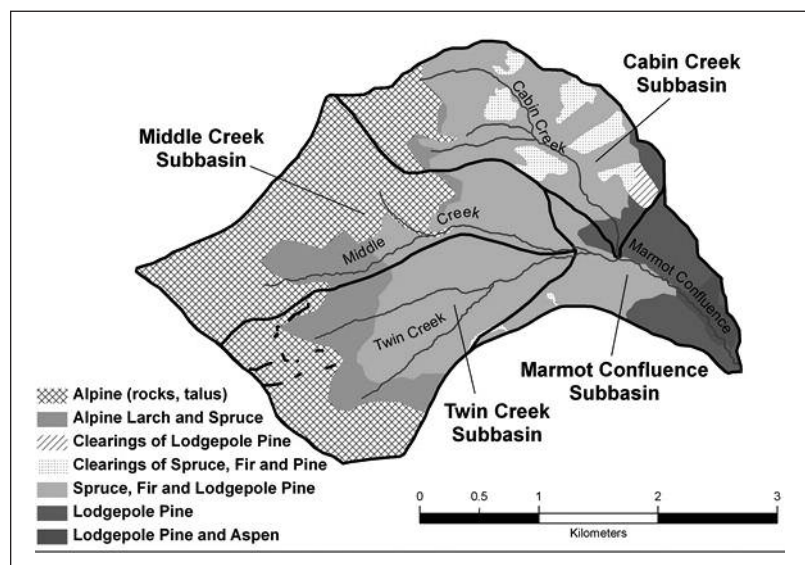 Cabin Creek
Subbasin
Cabin Creek
Middle Creek
Subbasin
Middle Creek
Marmot Confluence
Twin Creek
Marmot Confluence
Subbasin
Twin Creek
Subbasin
Alpine (rocks, talus)
Alpine Larch and Spruce
Clearings of Lodgepole Pine
Clearings of Spruce, Fir and Pine
Spruce, Fir and Lodgepole Pine
Lodgepole Pine
Lodgepole Pine and Aspen
0 0.5 1 2 3
Kilometers